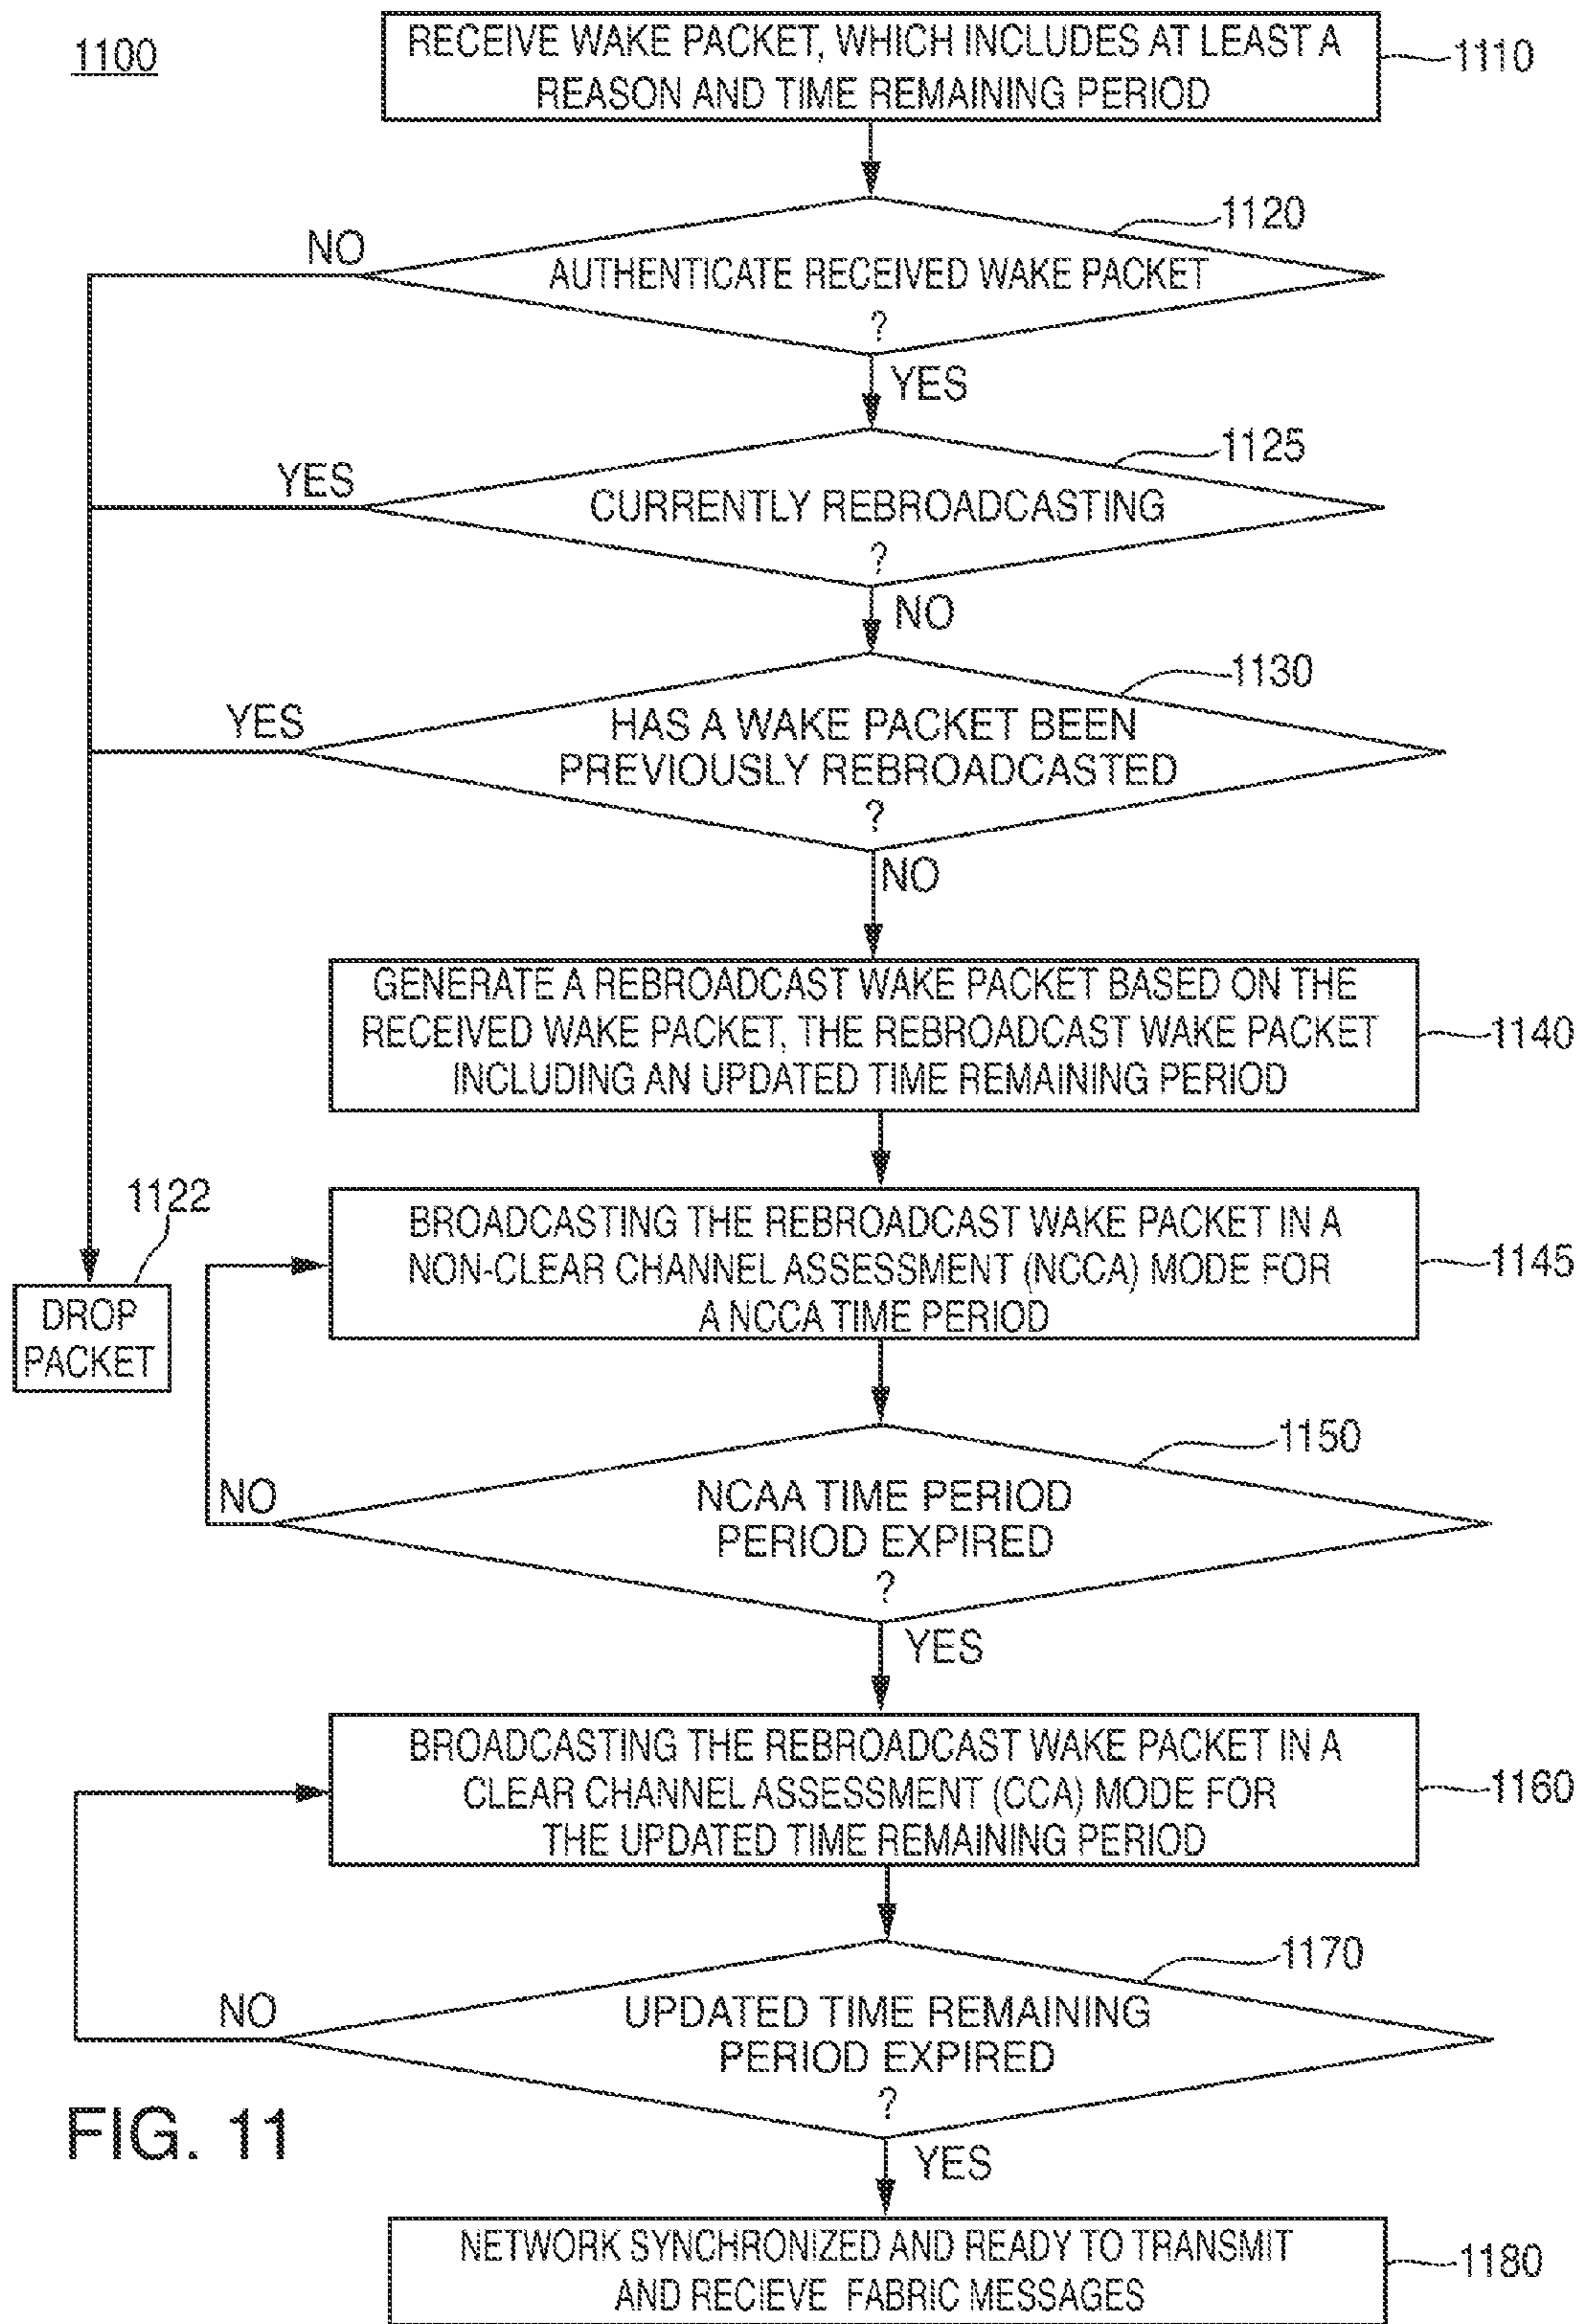 1100
RECEIVE WAKE PACKET, WHICH INCLUDES AT LEAST A
REASON AND TIME REMAINING PERIOD
1110
1120
NO
AUTHENTICATE RECEIVED WAKE PACKET
?
YES
1125
YES
CURRENTLY REBROADCASTING
?
NO
1130
YES
HAS A WAKE PACKET BEEN
PREVIOUSLY REBROADCASTED
?
NO
GENERATE A REBROADCAST WAKE PACKET BASED ON THE
RECEIVED WAKE PACKET, THE REBROADCAST WAKE PACKET
INCLUDING AN UPDATED TIME REMAINING PERIOD
1140
1122
DROP
PACKET
BROADCASTING THE REBROADCAST WAKE PACKET IN A
NON-CLEAR CHANNEL ASSESSMENT (NCCA) MODE FOR
A NCCA TIME PERIOD
1145
1150
NO
NCAA TIME PERIOD
PERIOD EXPIRED
?
YES
BROADCASTING THE REBROADCAST WAKE PACKET IN A
CLEAR CHANNEL ASSESSMENT (CCA) MODE FOR
THE UPDATED TIME REMAINING PERIOD
1160
1170
NO
UPDATED TIME REMAINING
PERIOD EXPIRED
?
FIG. 11
YES
NETWORK SYNCHRONIZED AND READY TO TRANSMIT
AND RECIEVE FABRIC MESSAGES
1180